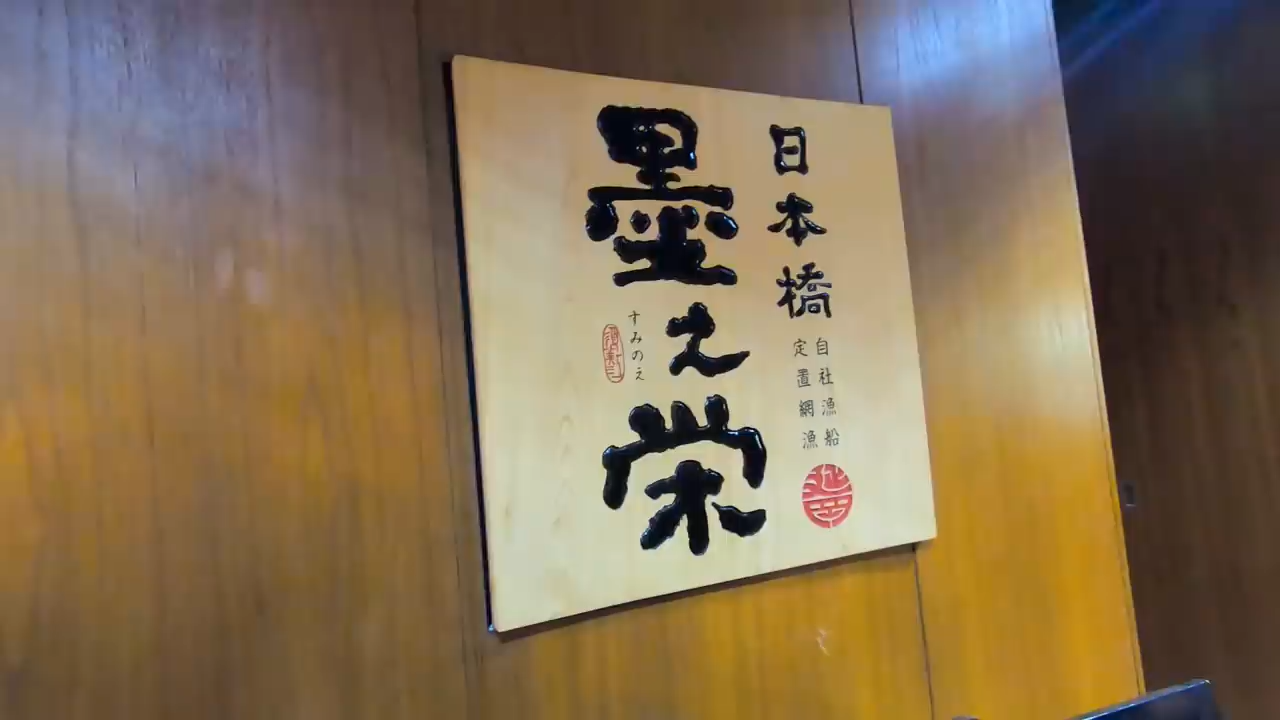 日本橋
自社漁船
定置網漁
墨之栄
すみのえ